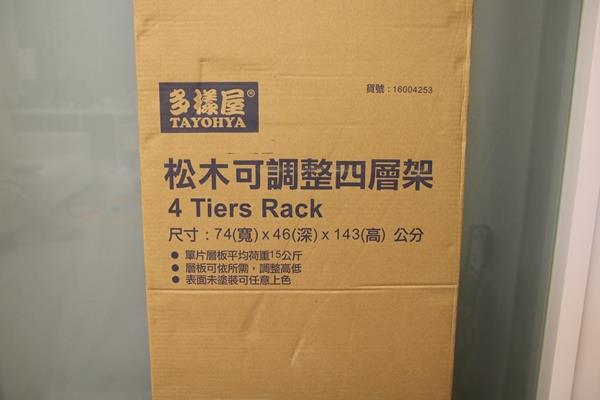 貨號：16004253
多樣屋®
TAYOHYA
松木可調整四層架
4 Tiers Rack
尺寸：74(寬) x 46(深) x 143(高) 公分
● 單片層板平均荷重15公斤
● 層板可依所需，調整高低
● 表面未塗裝可任意上色